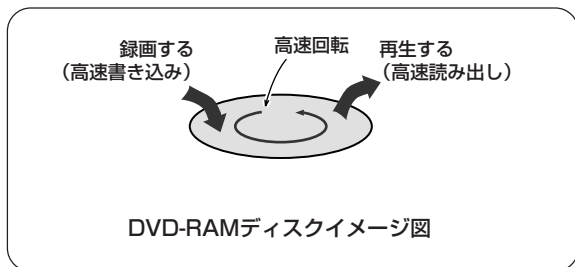 録画する
（高速書き込み）
高速回転
再生する
（高速読み出し）
DVD-RAMディスクイメージ図